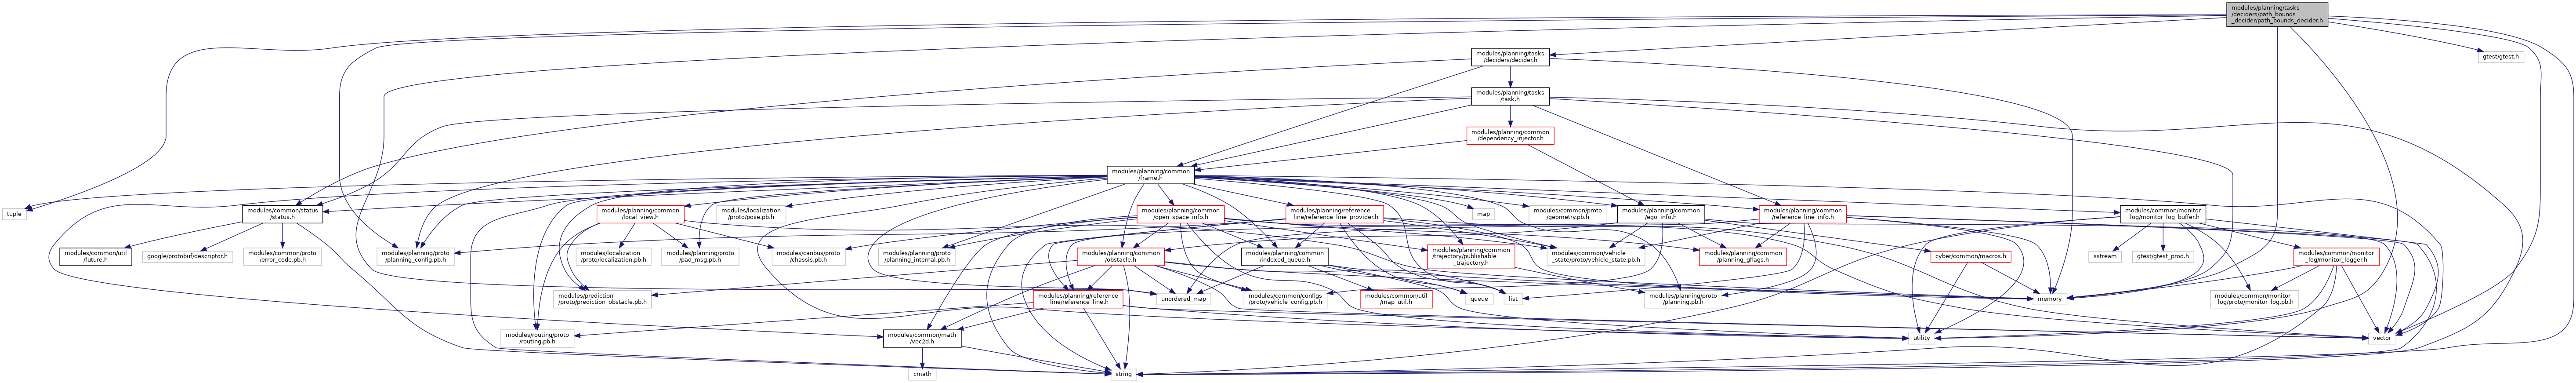 modules/planning/tasks
/deciders/path_bounds
_decider/path_bounds_decider.h
modules/planning/tasks
/deciders/decider.h
gtest/gtest.h
modules/planning/tasks
/task.h
modules/planning/common
/dependency_injector.h
modules/planning/common
/frame.h
tuple
modules/common/status
/status.h
modules/planning/common
/local_view.h
modules/localization
/proto/pose.pb.h
modules/planning/common
/open_space_info.h
modules/planning/reference
_line/reference_line_provider.h
map
modules/common/proto
/geometry.pb.h
modules/planning/common
/ego_info.h
modules/planning/common
/reference_line_info.h
modules/common/monitor
_log/monitor_log_buffer.h
modules/common/util
/future.h
google/protobuf/descriptor.h
modules/common/proto
/error_code.pb.h
modules/planning/proto
/planning_config.pb.h
modules/localization
/proto/localization.pb.h
modules/planning/proto
/pad_msg.pb.h
modules/canbus/proto
/chassis.pb.h
modules/planning/proto
/planning_internal.pb.h
modules/planning/common
/obstacle.h
modules/planning/common
/indexed_queue.h
modules/planning/common
/trajectory/publishable
_trajectory.h
modules/common/vehicle
_state/proto/vehicle_state.pb.h
modules/planning/common
/planning_gflags.h
cyber/common/macros.h
sstream
gtest/gtest_prod.h
modules/common/monitor
_log/monitor_logger.h
modules/prediction
/proto/prediction_obstacle.pb.h
modules/planning/reference
_line/reference_line.h
unordered_map
modules/common/configs
/proto/vehicle_config.pb.h
modules/common/util
/map_util.h
queue
list
modules/planning/proto
/planning.pb.h
memory
modules/common/monitor
_log/proto/monitor_log.pb.h
modules/routing/proto
/routing.pb.h
modules/common/math
/vec2d.h
utility
vector
cmath
string